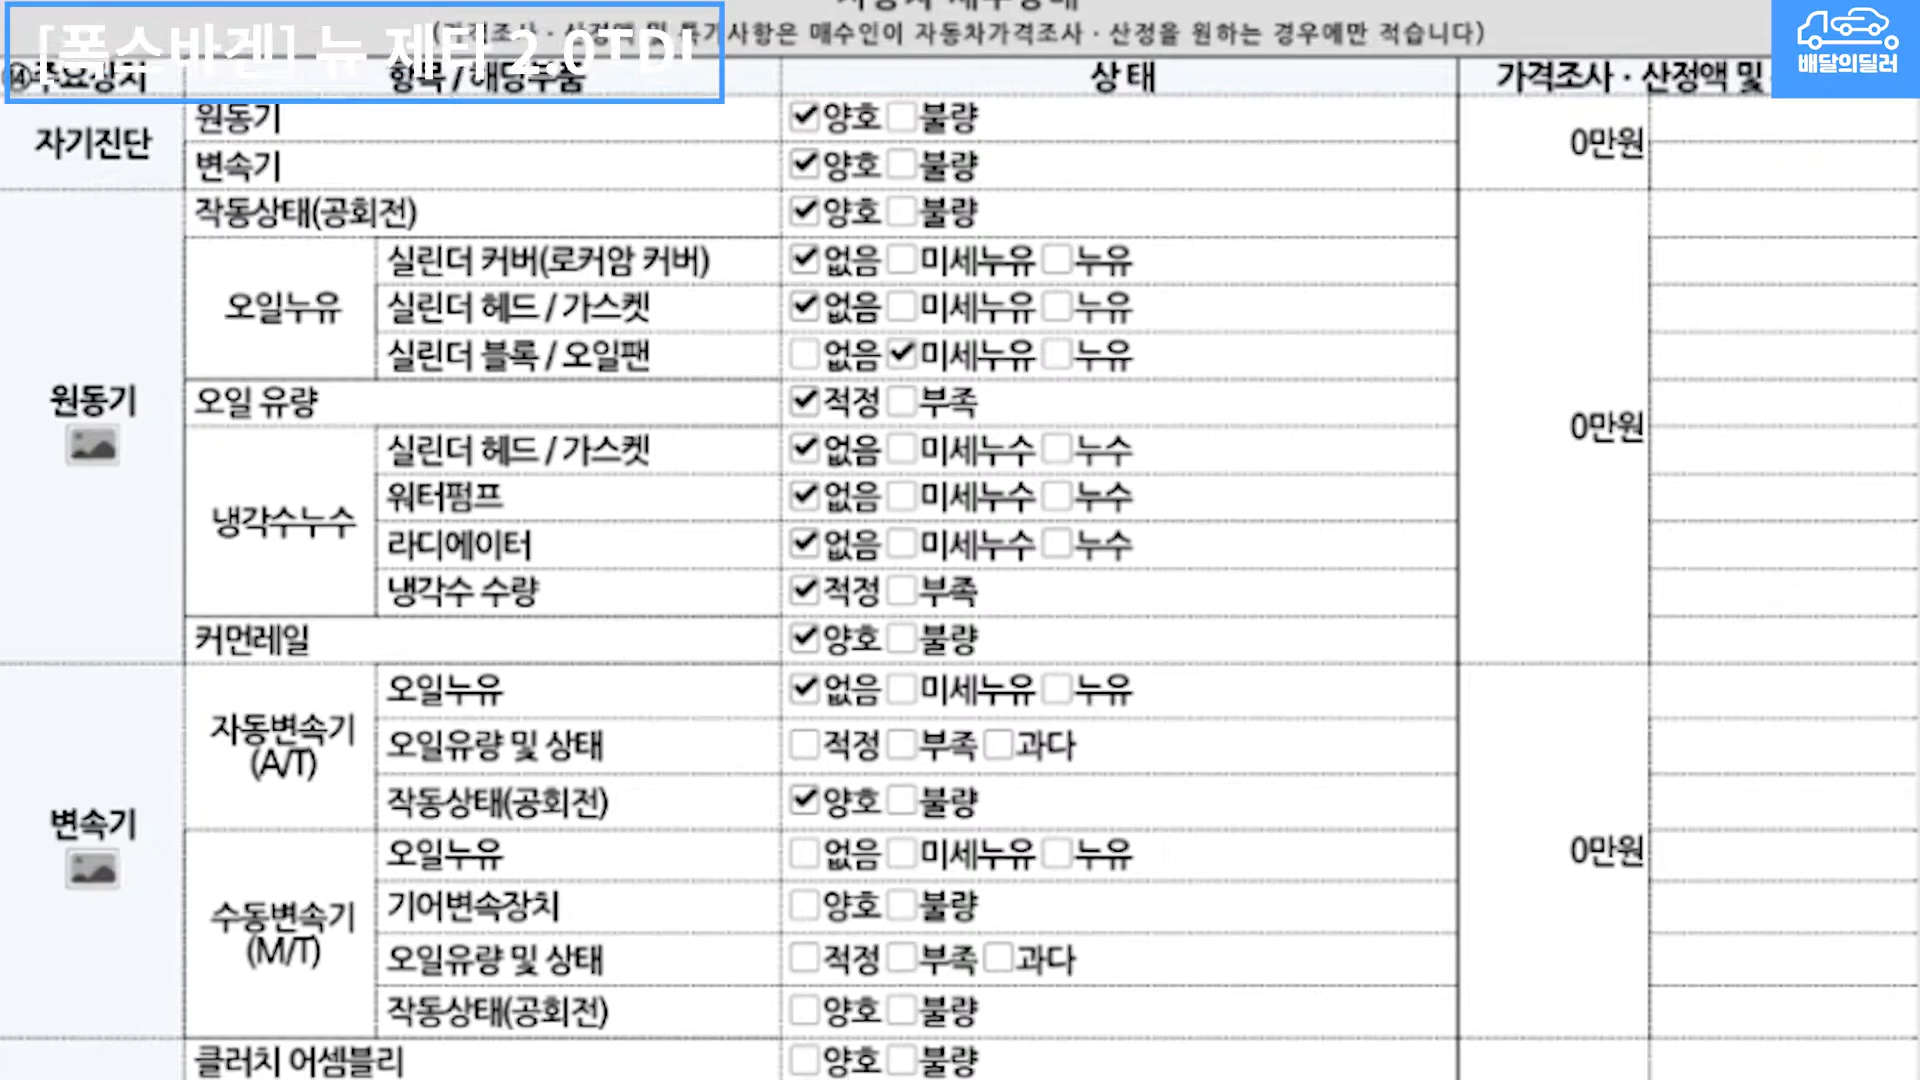 [폭스바겐] 뉴 제타 2.0TDI
(가격조사 · 산정액 및 특기사항은 매수인이 자동차가격조사 · 산정을 원하는 경우에만 적습니다)
배달의딜러
⑭주요장치 항목 / 해당부품 상 태 가격조사 · 산정액 및
자기진단 원동기 양호 불량 0만원
변속기 양호 불량
원동기 작동상태(공회전) 양호 불량 0만원
오일누유 실린더 커버(로커암 커버) 없음 미세누유 누유
실린더 헤드 / 가스켓 없음 미세누유 누유
실린더 블록 / 오일팬 없음 미세누유 누유
오일 유량 적정 부족
냉각수누수 실린더 헤드 / 가스켓 없음 미세누수 누수
워터펌프 없음 미세누수 누수
라디에이터 없음 미세누수 누수
냉각수 수량 적정 부족
커먼레일 양호 불량
변속기 자동변속기 (A/T) 오일누유 없음 미세누유 누유 0만원
오일유량 및 상태 적정 부족 과다
작동상태(공회전) 양호 불량
수동변속기 (M/T) 오일누유 없음 미세누유 누유
기어변속장치 양호 불량
오일유량 및 상태 적정 부족 과다
작동상태(공회전) 양호 불량
클러치 어셈블리 양호 불량